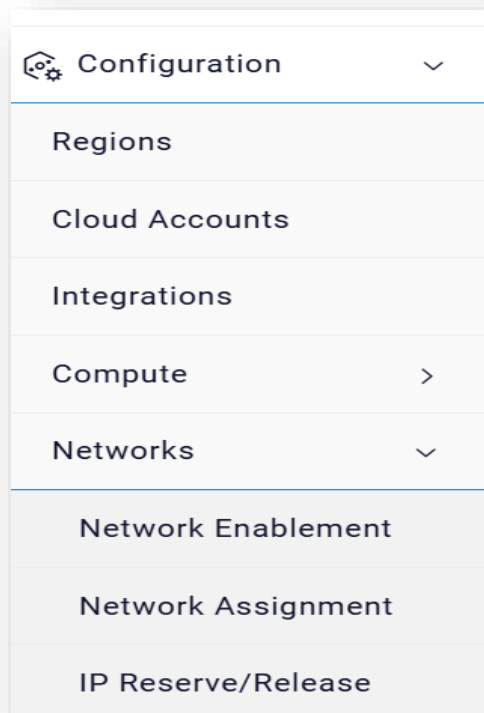 Configuration
Regions
Cloud Accounts
Integrations
Compute
Networks
Network Enablement
Network Assignment
IP Reserve/Release